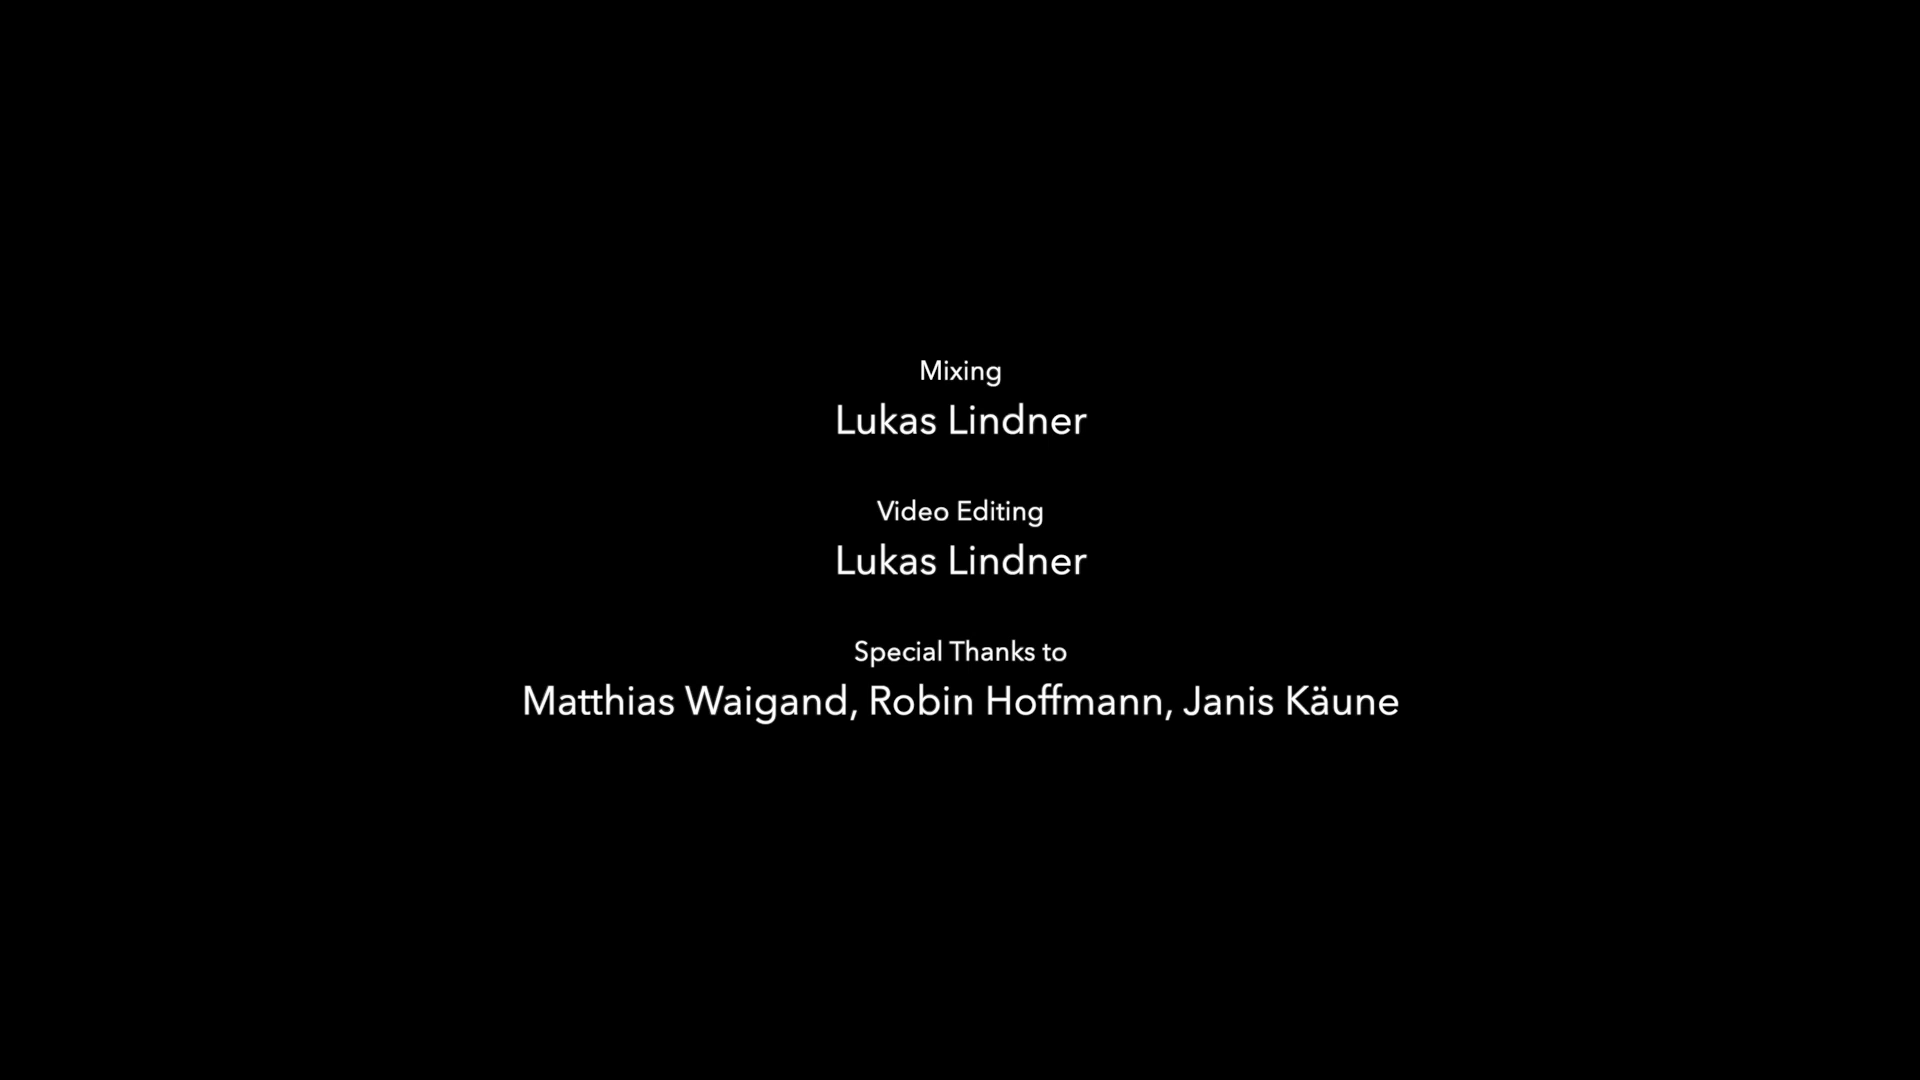 Mixing
Lukas Lindner
Video Editing
Lukas Lindner
Special Thanks to
Matthias Waigand, Robin Hoffmann, Janis Käune